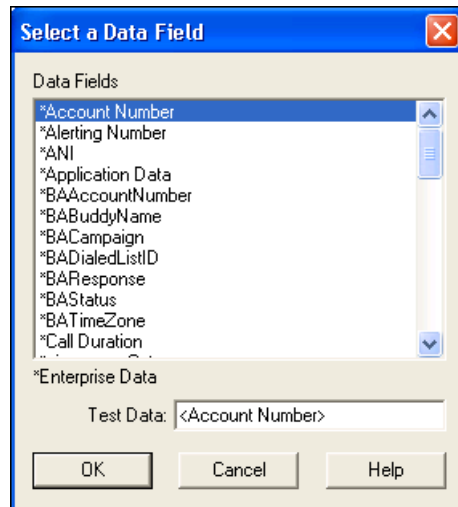 Select a Data Field
Data Fields
*Account Number
*Alerting Number
*ANI
*Application Data
*BAAccountNumber
*BABuddyName
*BACampaign
*BADialedListID
*BAResponse
*BAStatus
*BATimeZone
*Call Duration
*Enterprise Data
Test Data: <Account Number>
OK Cancel Help